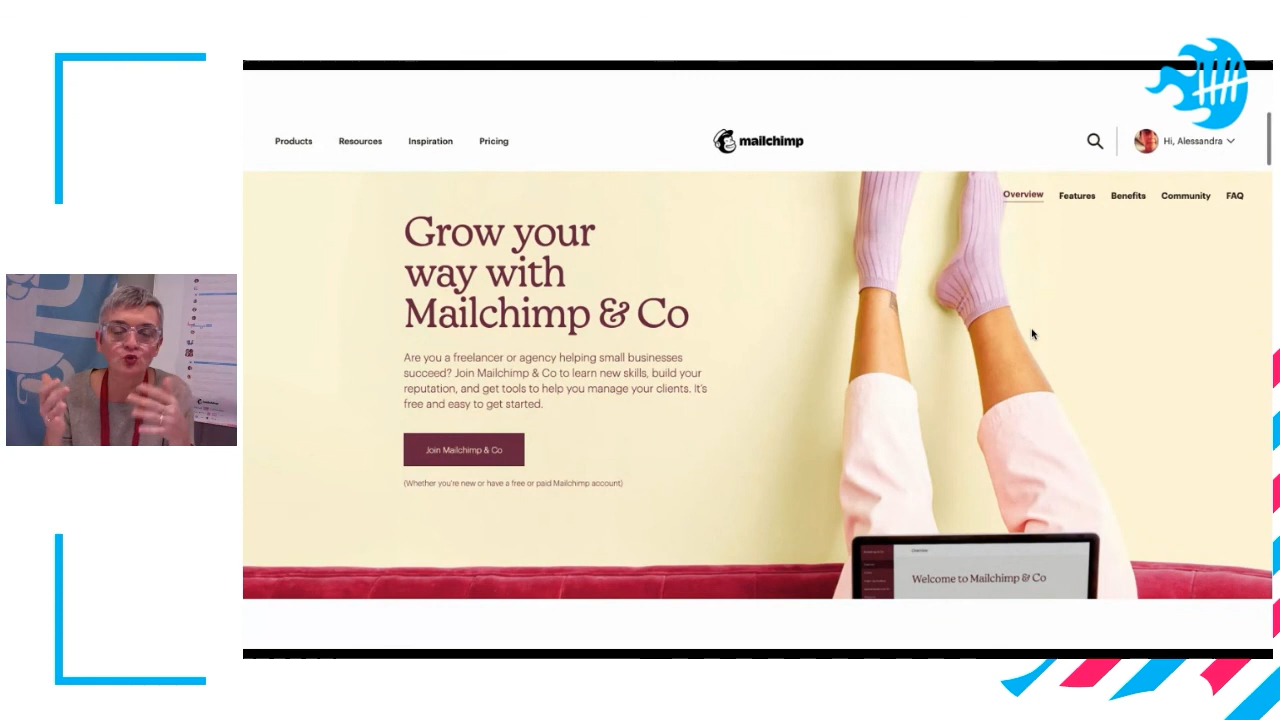 Products Resources Inspiration Pricing
mailchimp
Hi, Alessandra
Overview Features Benefits Community FAQ
Grow your
way with
Mailchimp & Co
Are you a freelancer or agency helping small businesses
succeed? Join Mailchimp & Co to learn new skills, build your
reputation, and get tools to help you manage your clients. It's
free and easy to get started.
Join Mailchimp & Co
(Whether you're new or have a free or paid Mailchimp account)
Overview
Welcome to Mailchimp & Co